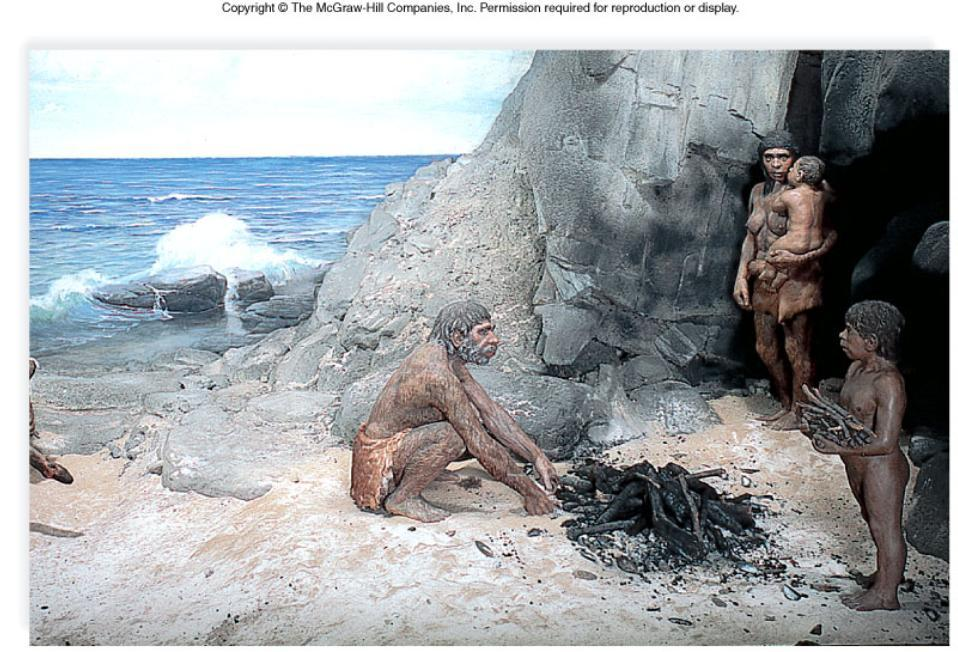 Copyright © The McGraw-Hill Companies, Inc. Permission required for reproduction or display.